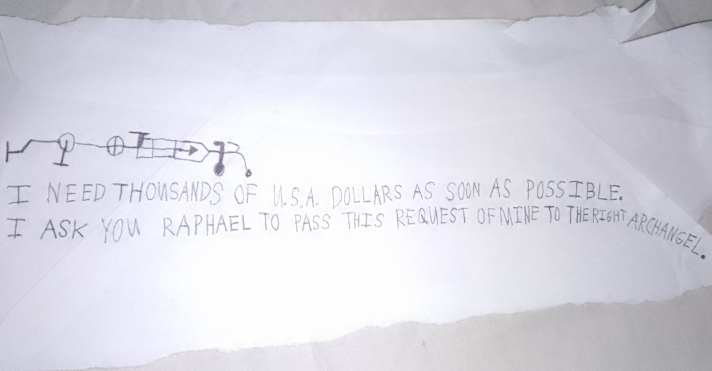 I NEED THOUSANDS OF U.S.A. DOLLARS AS SOON AS POSSIBLE.
I ASK YOU RAPHAEL TO PASS THIS REQUEST OF MINE TO THE RIGHT ARCHANGEL.